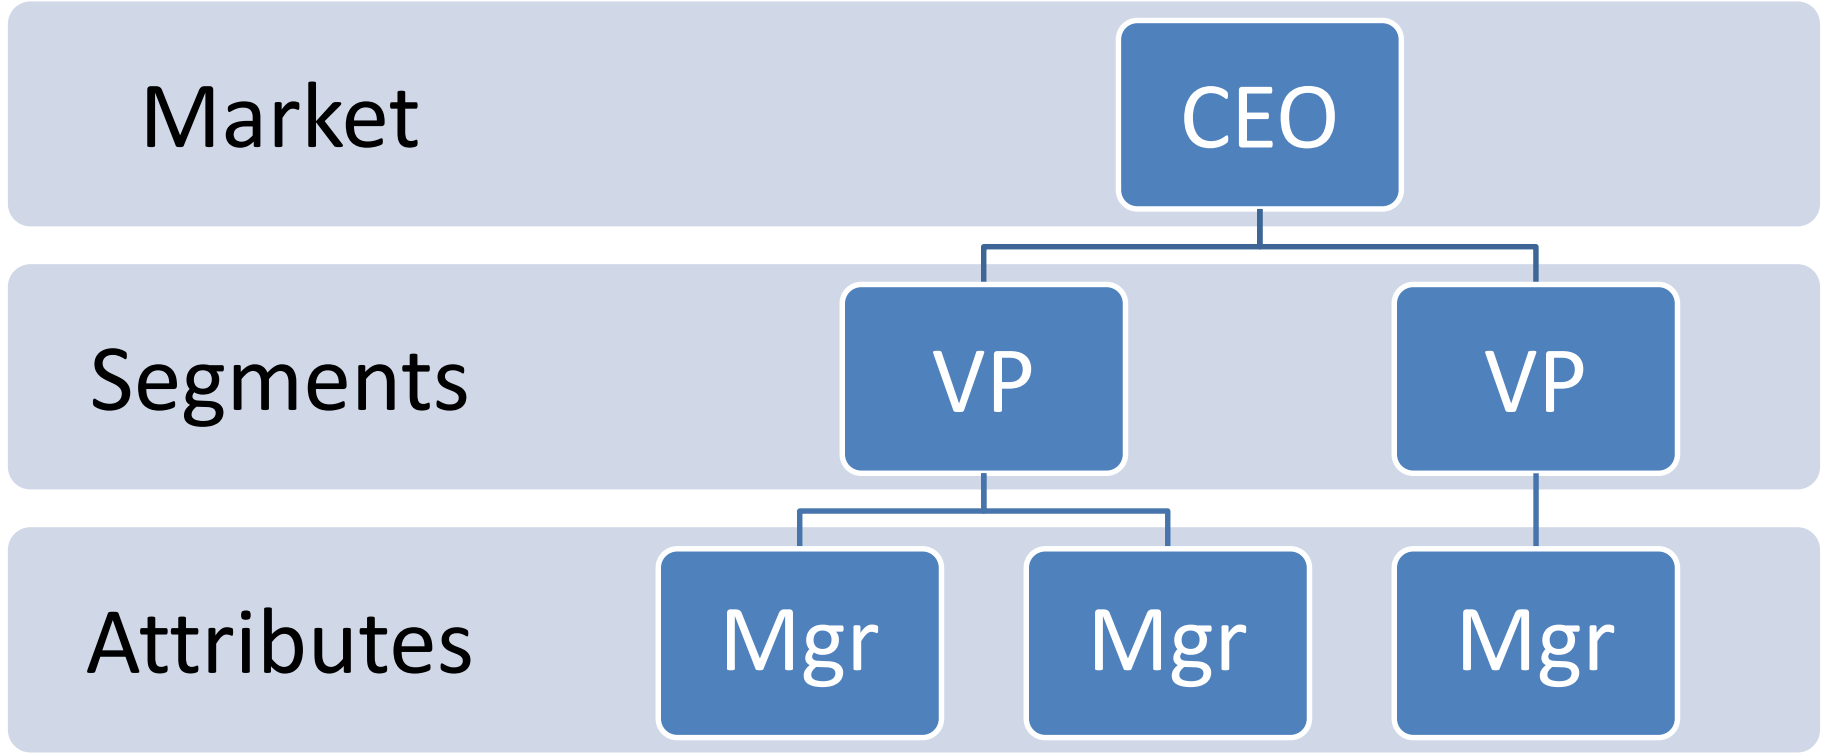 Market
CEO
Segments
VP
VP
Attributes
Mgr
Mgr
Mgr